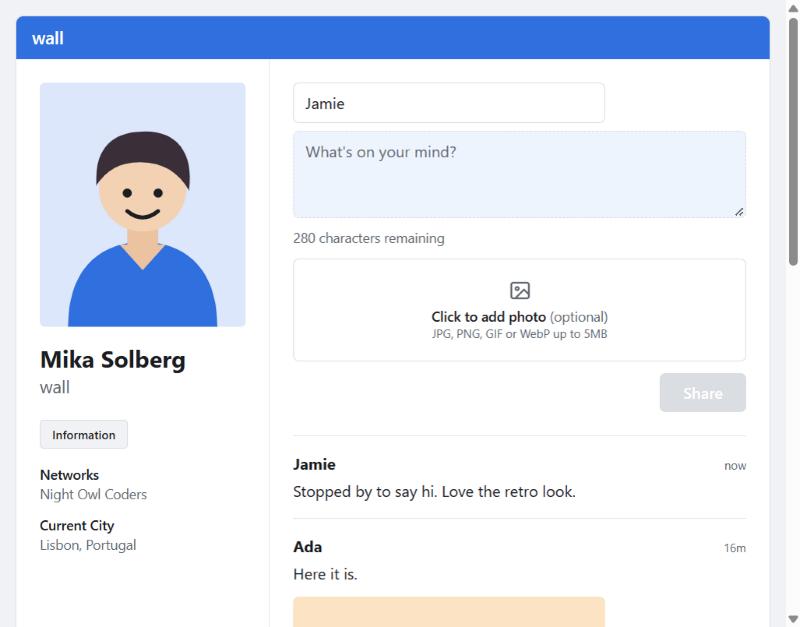 wall
Mika Solberg
wall
Information
Networks
Night Owl Coders
Current City
Lisbon, Portugal
Jamie
What's on your mind?
280 characters remaining
Click to add photo (optional)
JPG, PNG, GIF or WebP up to 5MB
Share
Jamie now
Stopped by to say hi. Love the retro look.
Ada 16m
Here it is.